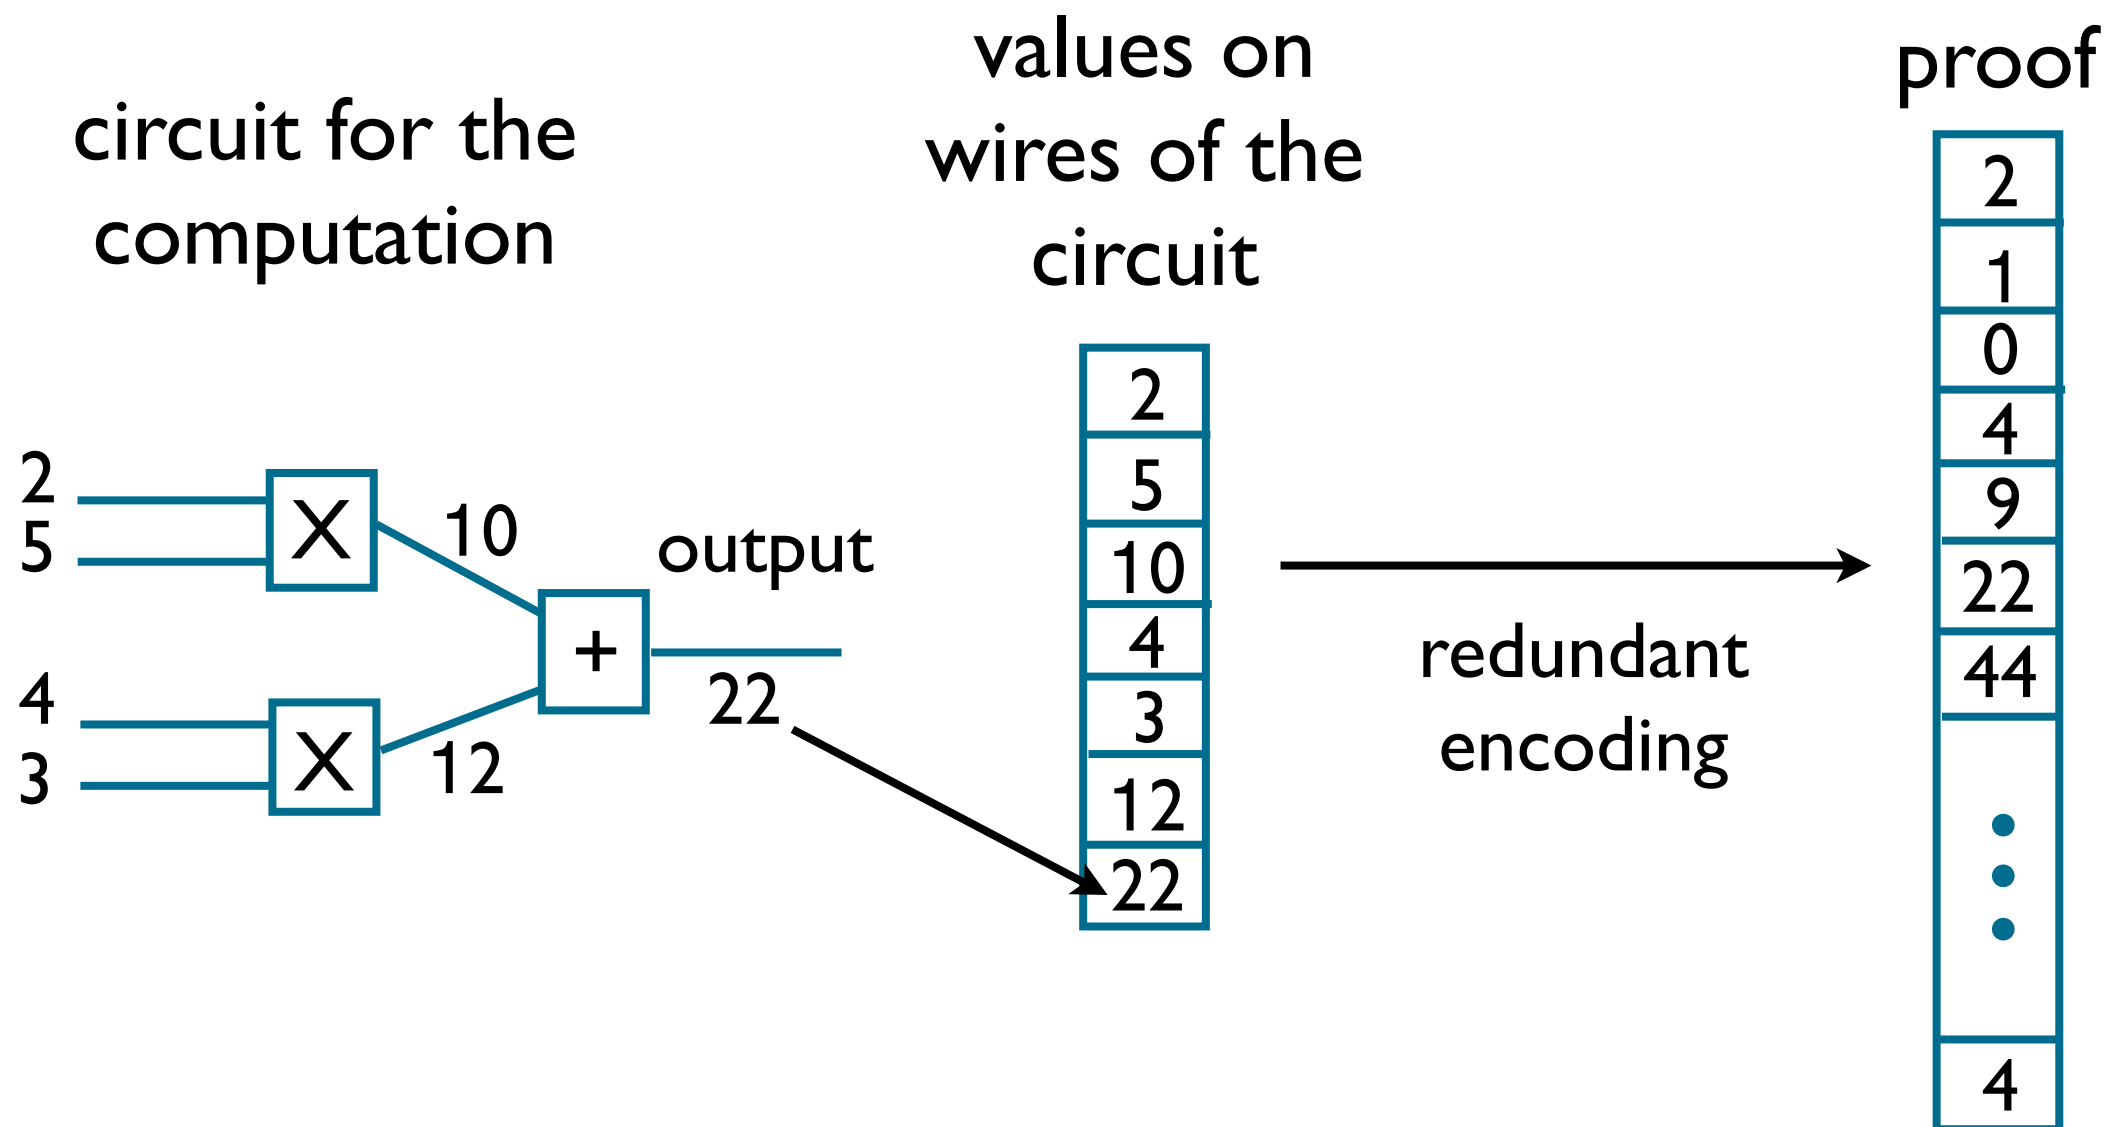 circuit for the
computation
2
5
X
10
4
3
X
12
+
output
22
values on
wires of the
circuit
2
5
10
4
3
12
22
redundant
encoding
proof
2
1
0
4
9
22
44
4